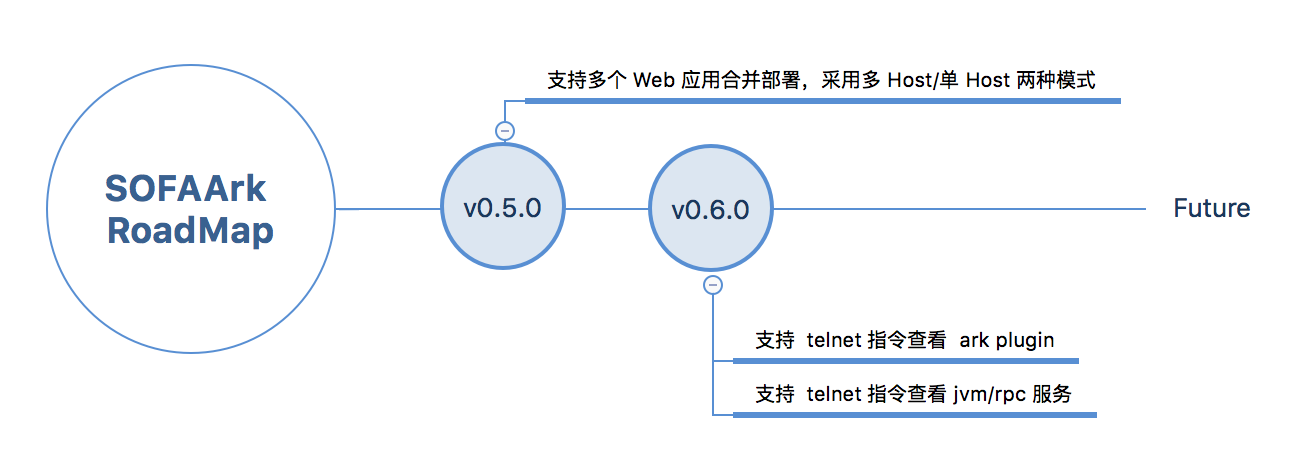 支持多个 Web 应用合并部署，采用多 Host/单 Host 两种模式
SOFAArk
RoadMap
v0.5.0
v0.6.0
Future
支持 telnet 指令查看 ark plugin
支持 telnet 指令查看 jvm/rpc 服务